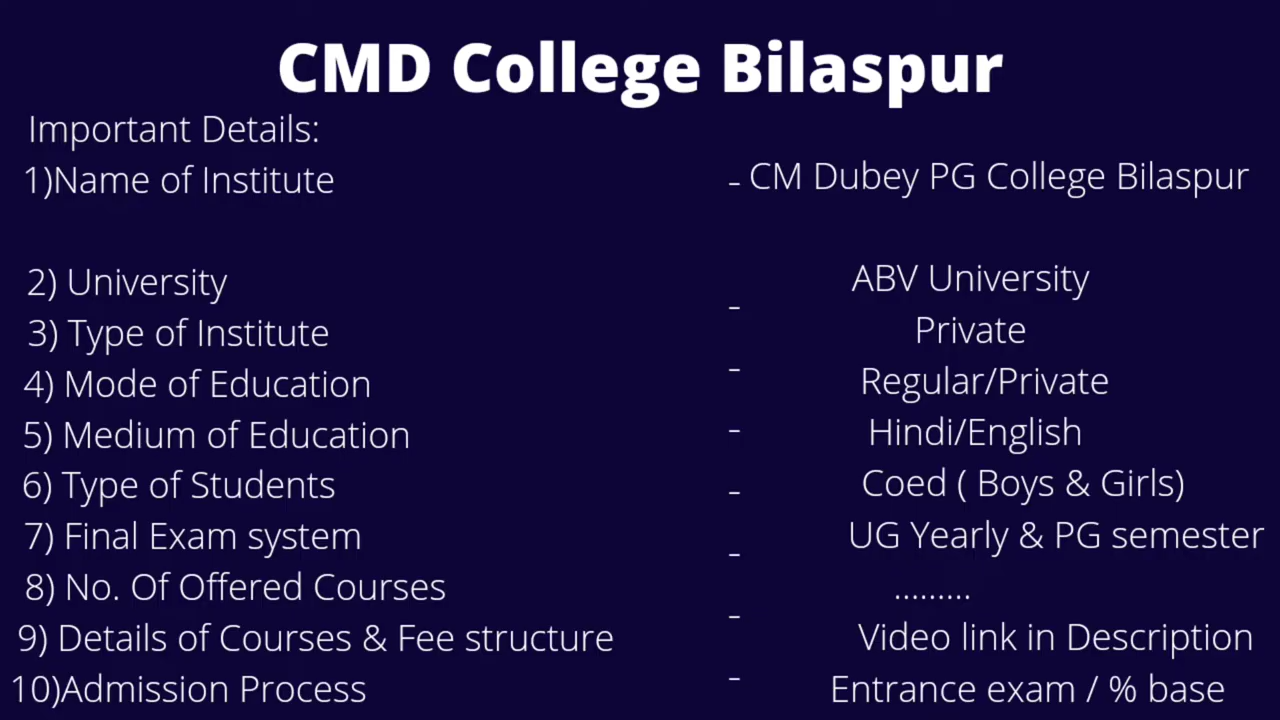 CMD College Bilaspur
Important Details:
1)Name of Institute - CM Dubey PG College Bilaspur
2) University - ABV University
3) Type of Institute - Private
4) Mode of Education - Regular/Private
5) Medium of Education - Hindi/English
6) Type of Students - Coed ( Boys & Girls)
7) Final Exam system - UG Yearly & PG semester
8) No. Of Offered Courses - .........
9) Details of Courses & Fee structure Video link in Description
10)Admission Process Entrance exam / % base